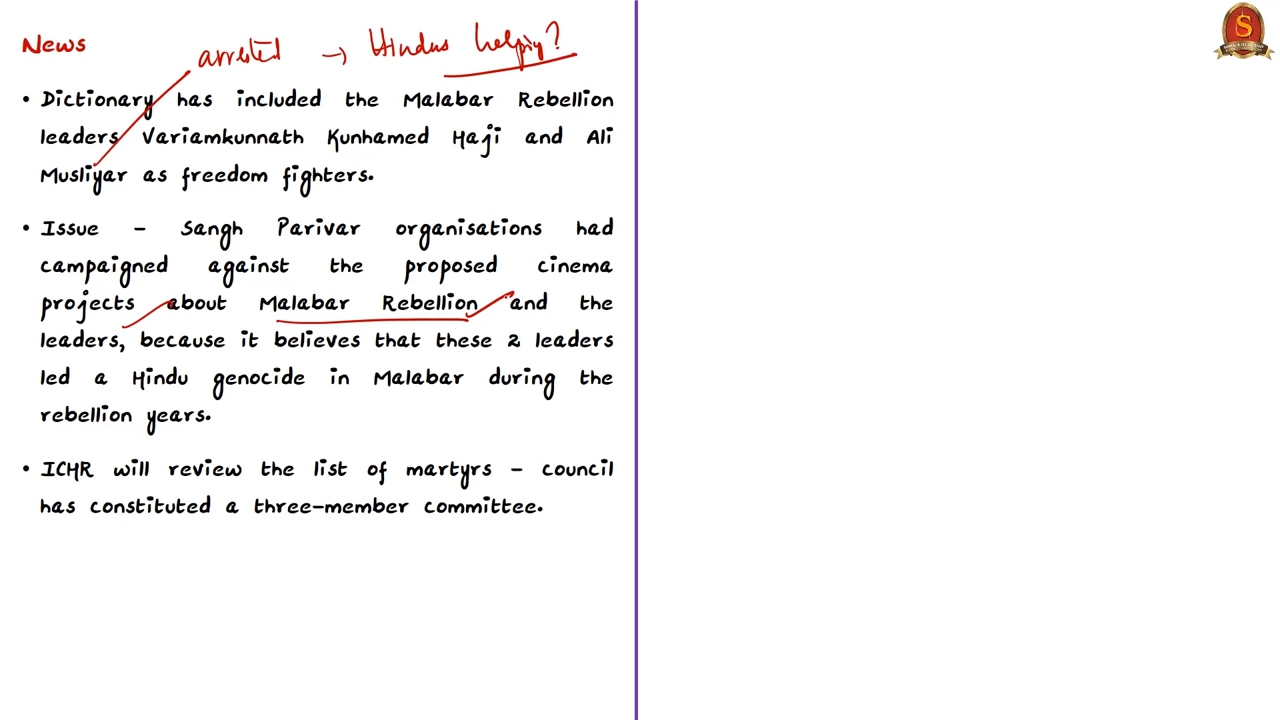 News
arrested → Hindus helping?
• Dictionary has included the Malabar Rebellion
leaders Variamkunnath Kunhamed Haji and Ali
Musliyar as freedom fighters.
• Issue – Sangh Parivar organisations had
campaigned against the proposed cinema
projects about Malabar Rebellion and the
leaders, because it believes that these 2 leaders
led a Hindu genocide in Malabar during the
rebellion years.
• ICHR will review the list of martyrs – council
has constituted a three-member committee.
S